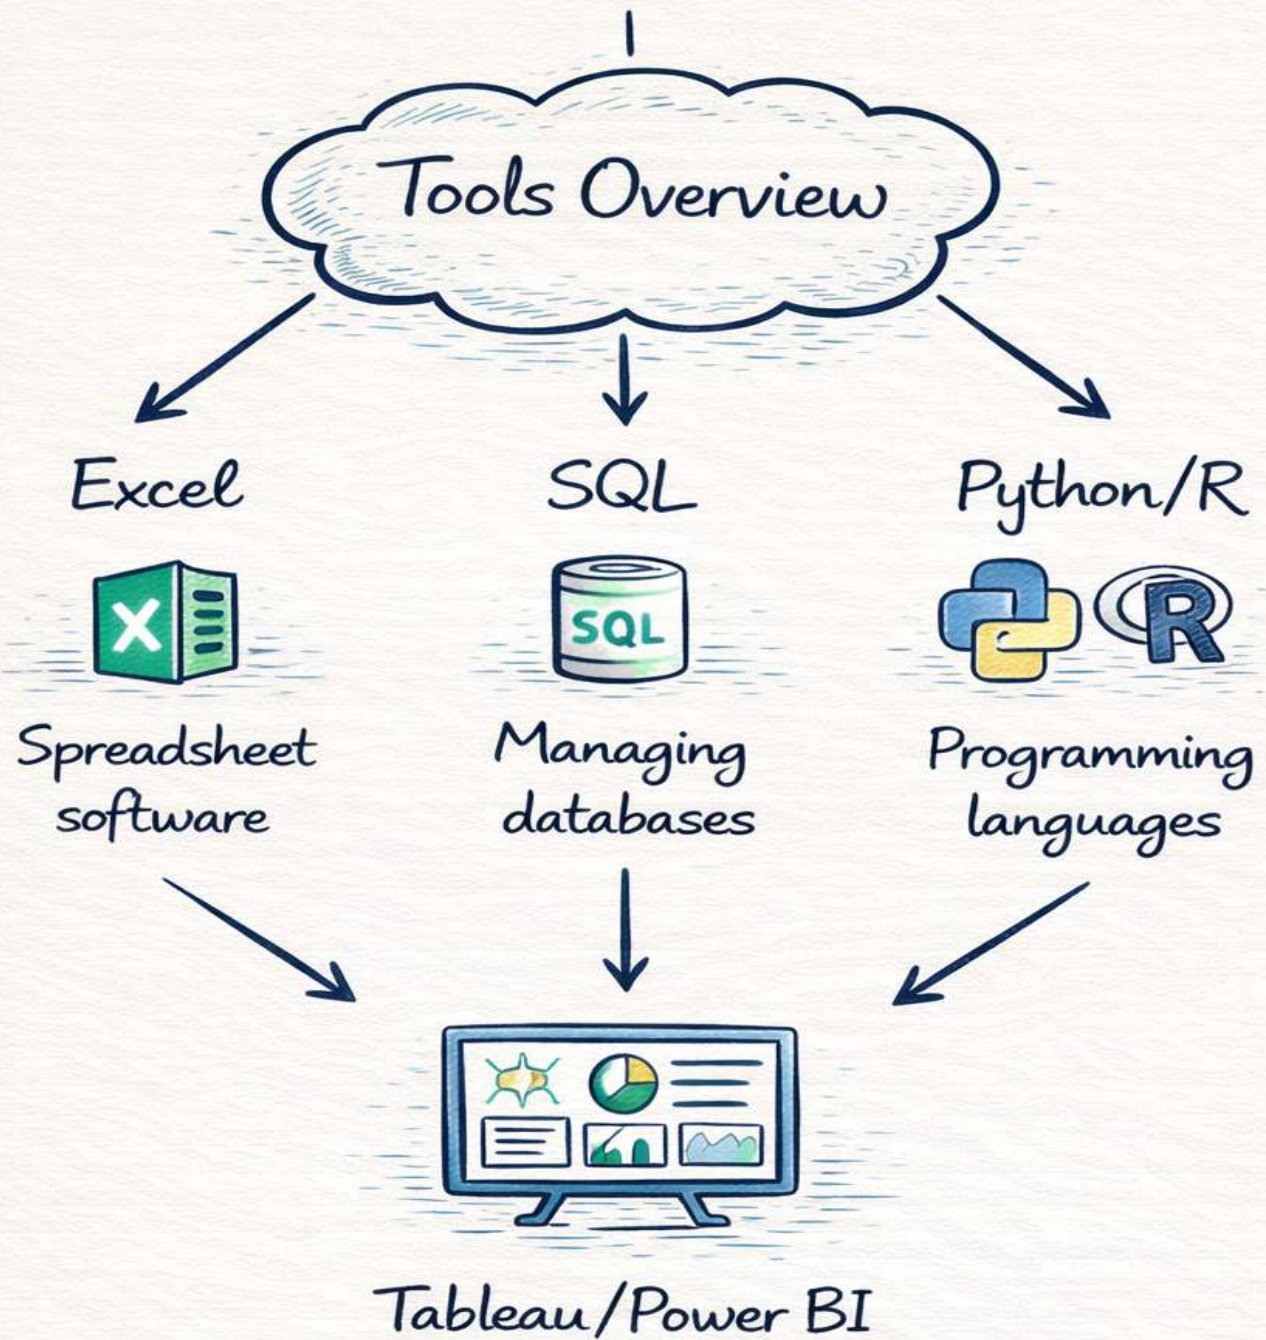 Tools Overview
Excel
SQL
Python/R
X
SQL
R
Spreadsheet
software
Managing
databases
Programming
languages
Tableau/Power BI